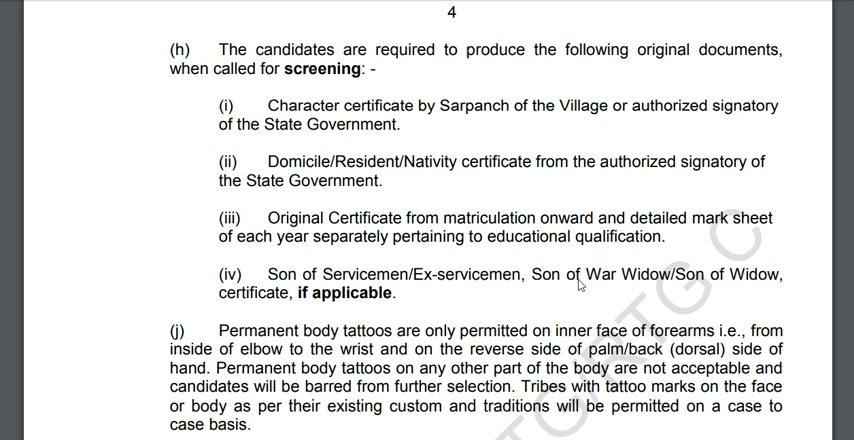 4
(h) The candidates are required to produce the following original documents,
when called for screening: -
(i) Character certificate by Sarpanch of the Village or authorized signatory
of the State Government.
(ii) Domicile/Resident/Nativity certificate from the authorized signatory of
the State Government.
(iii) Original Certificate from matriculation onward and detailed mark sheet
of each year separately pertaining to educational qualification.
(iv) Son of Servicemen/Ex-servicemen, Son of War Widow/Son of Widow,
certificate, if applicable.
(j) Permanent body tattoos are only permitted on inner face of forearms i.e., from
inside of elbow to the wrist and on the reverse side of palm/back (dorsal) side of
hand. Permanent body tattoos on any other part of the body are not acceptable and
candidates will be barred from further selection. Tribes with tattoo marks on the face
or body as per their existing custom and traditions will be permitted on a case to
case basis.
TG/RTG C